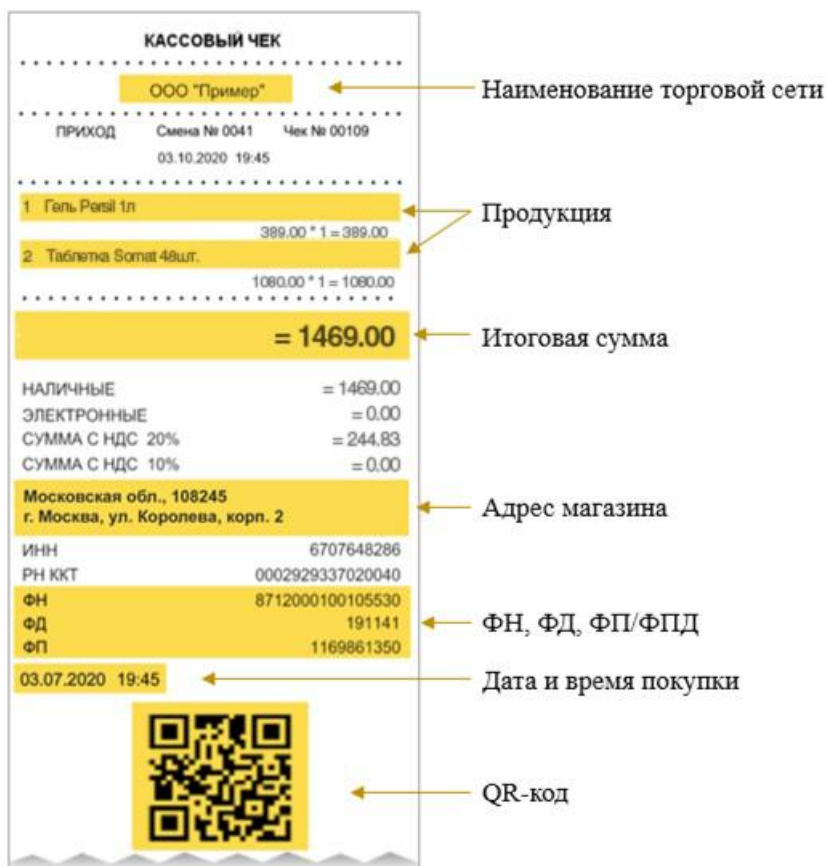 КАССОВЫЙ ЧЕК
ООО "Пример"
Наименование торговой сети
ПРИХОД Смена № 0041 Чек № 00109
03.10.2020 19:45
1 Гель Persil 1л
Продукция
389.00 * 1 = 389.00
2 Таблетка Somat 48шт.
1080.00 * 1 = 1080.00
= 1469.00
Итоговая сумма
НАЛИЧНЫЕ = 1469.00
ЭЛЕКТРОННЫЕ = 0.00
СУММА С НДС 20% = 244.83
СУММА С НДС 10% = 0.00
Московская обл., 108245
г. Москва, ул. Королева, корп. 2
Адрес магазина
ИНН 6707648286
РН ККТ 0002929337020040
ФН 8712000100105530
ФД 191141
ФП 1169861350
ФН, ФД, ФП/ФПД
03.07.2020 19:45
Дата и время покупки
QR-код